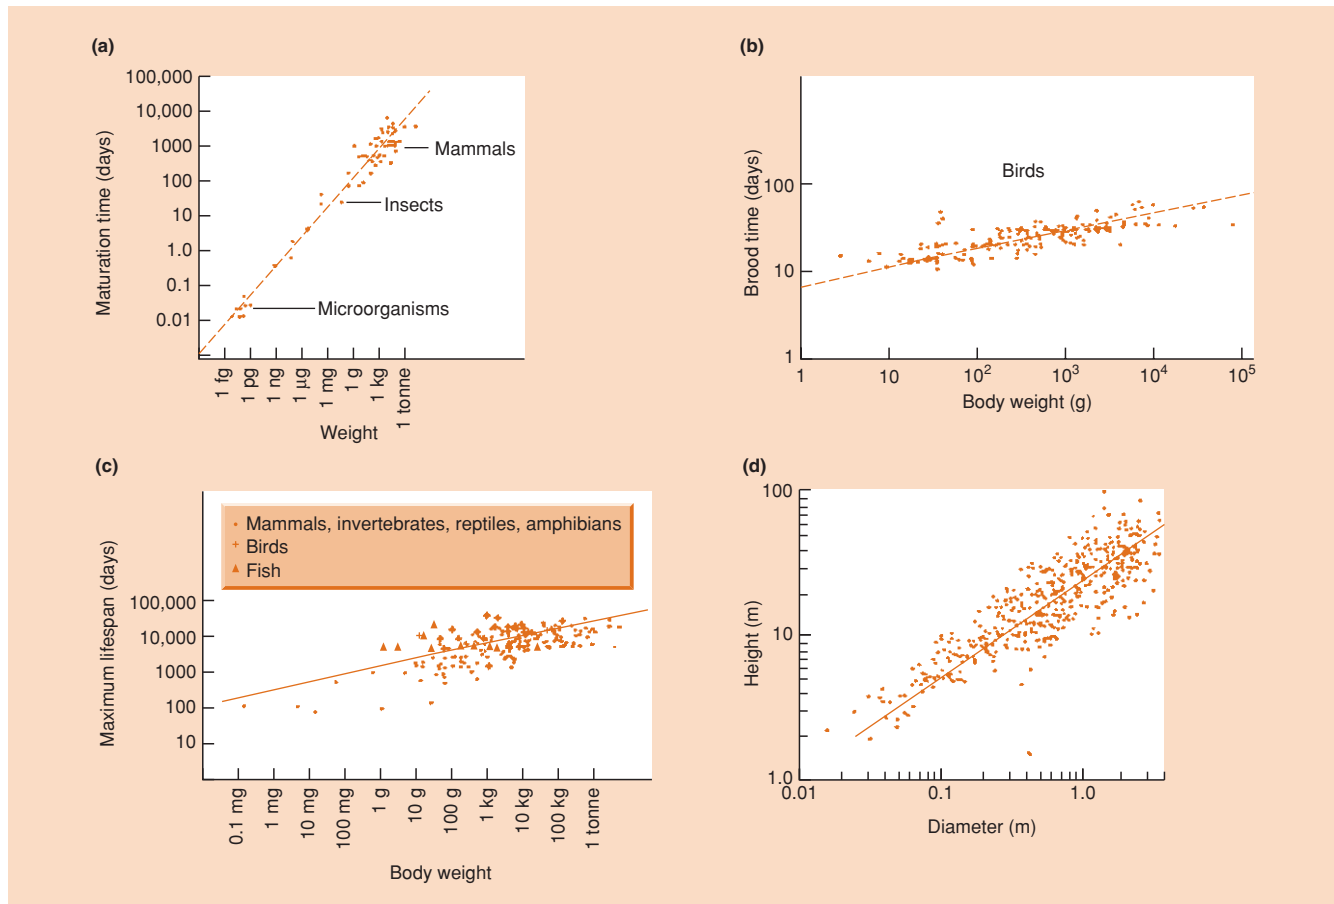 (a)
100,000
10,000
1000
100
10
1.0
0.1
0.01
Maturation time (days)
Mammals
Insects
Microorganisms
1 fg
1 pg
1 ng
1 µg
1 mg
1 g
1 kg
1 tonne
Weight
(b)
100
10
1
Brood time (days)
Birds
1
10
10²
10³
10⁴
10⁵
Body weight (g)
(c)
Mammals, invertebrates, reptiles, amphibians
Birds
Fish
100,000
10,000
1000
100
10
Maximum lifespan (days)
0.1 mg
1 mg
10 mg
100 mg
1 g
10 g
100 g
1 kg
10 kg
100 kg
1 tonne
Body weight
(d)
100
10
1.0
Height (m)
0.01
0.1
1.0
Diameter (m)